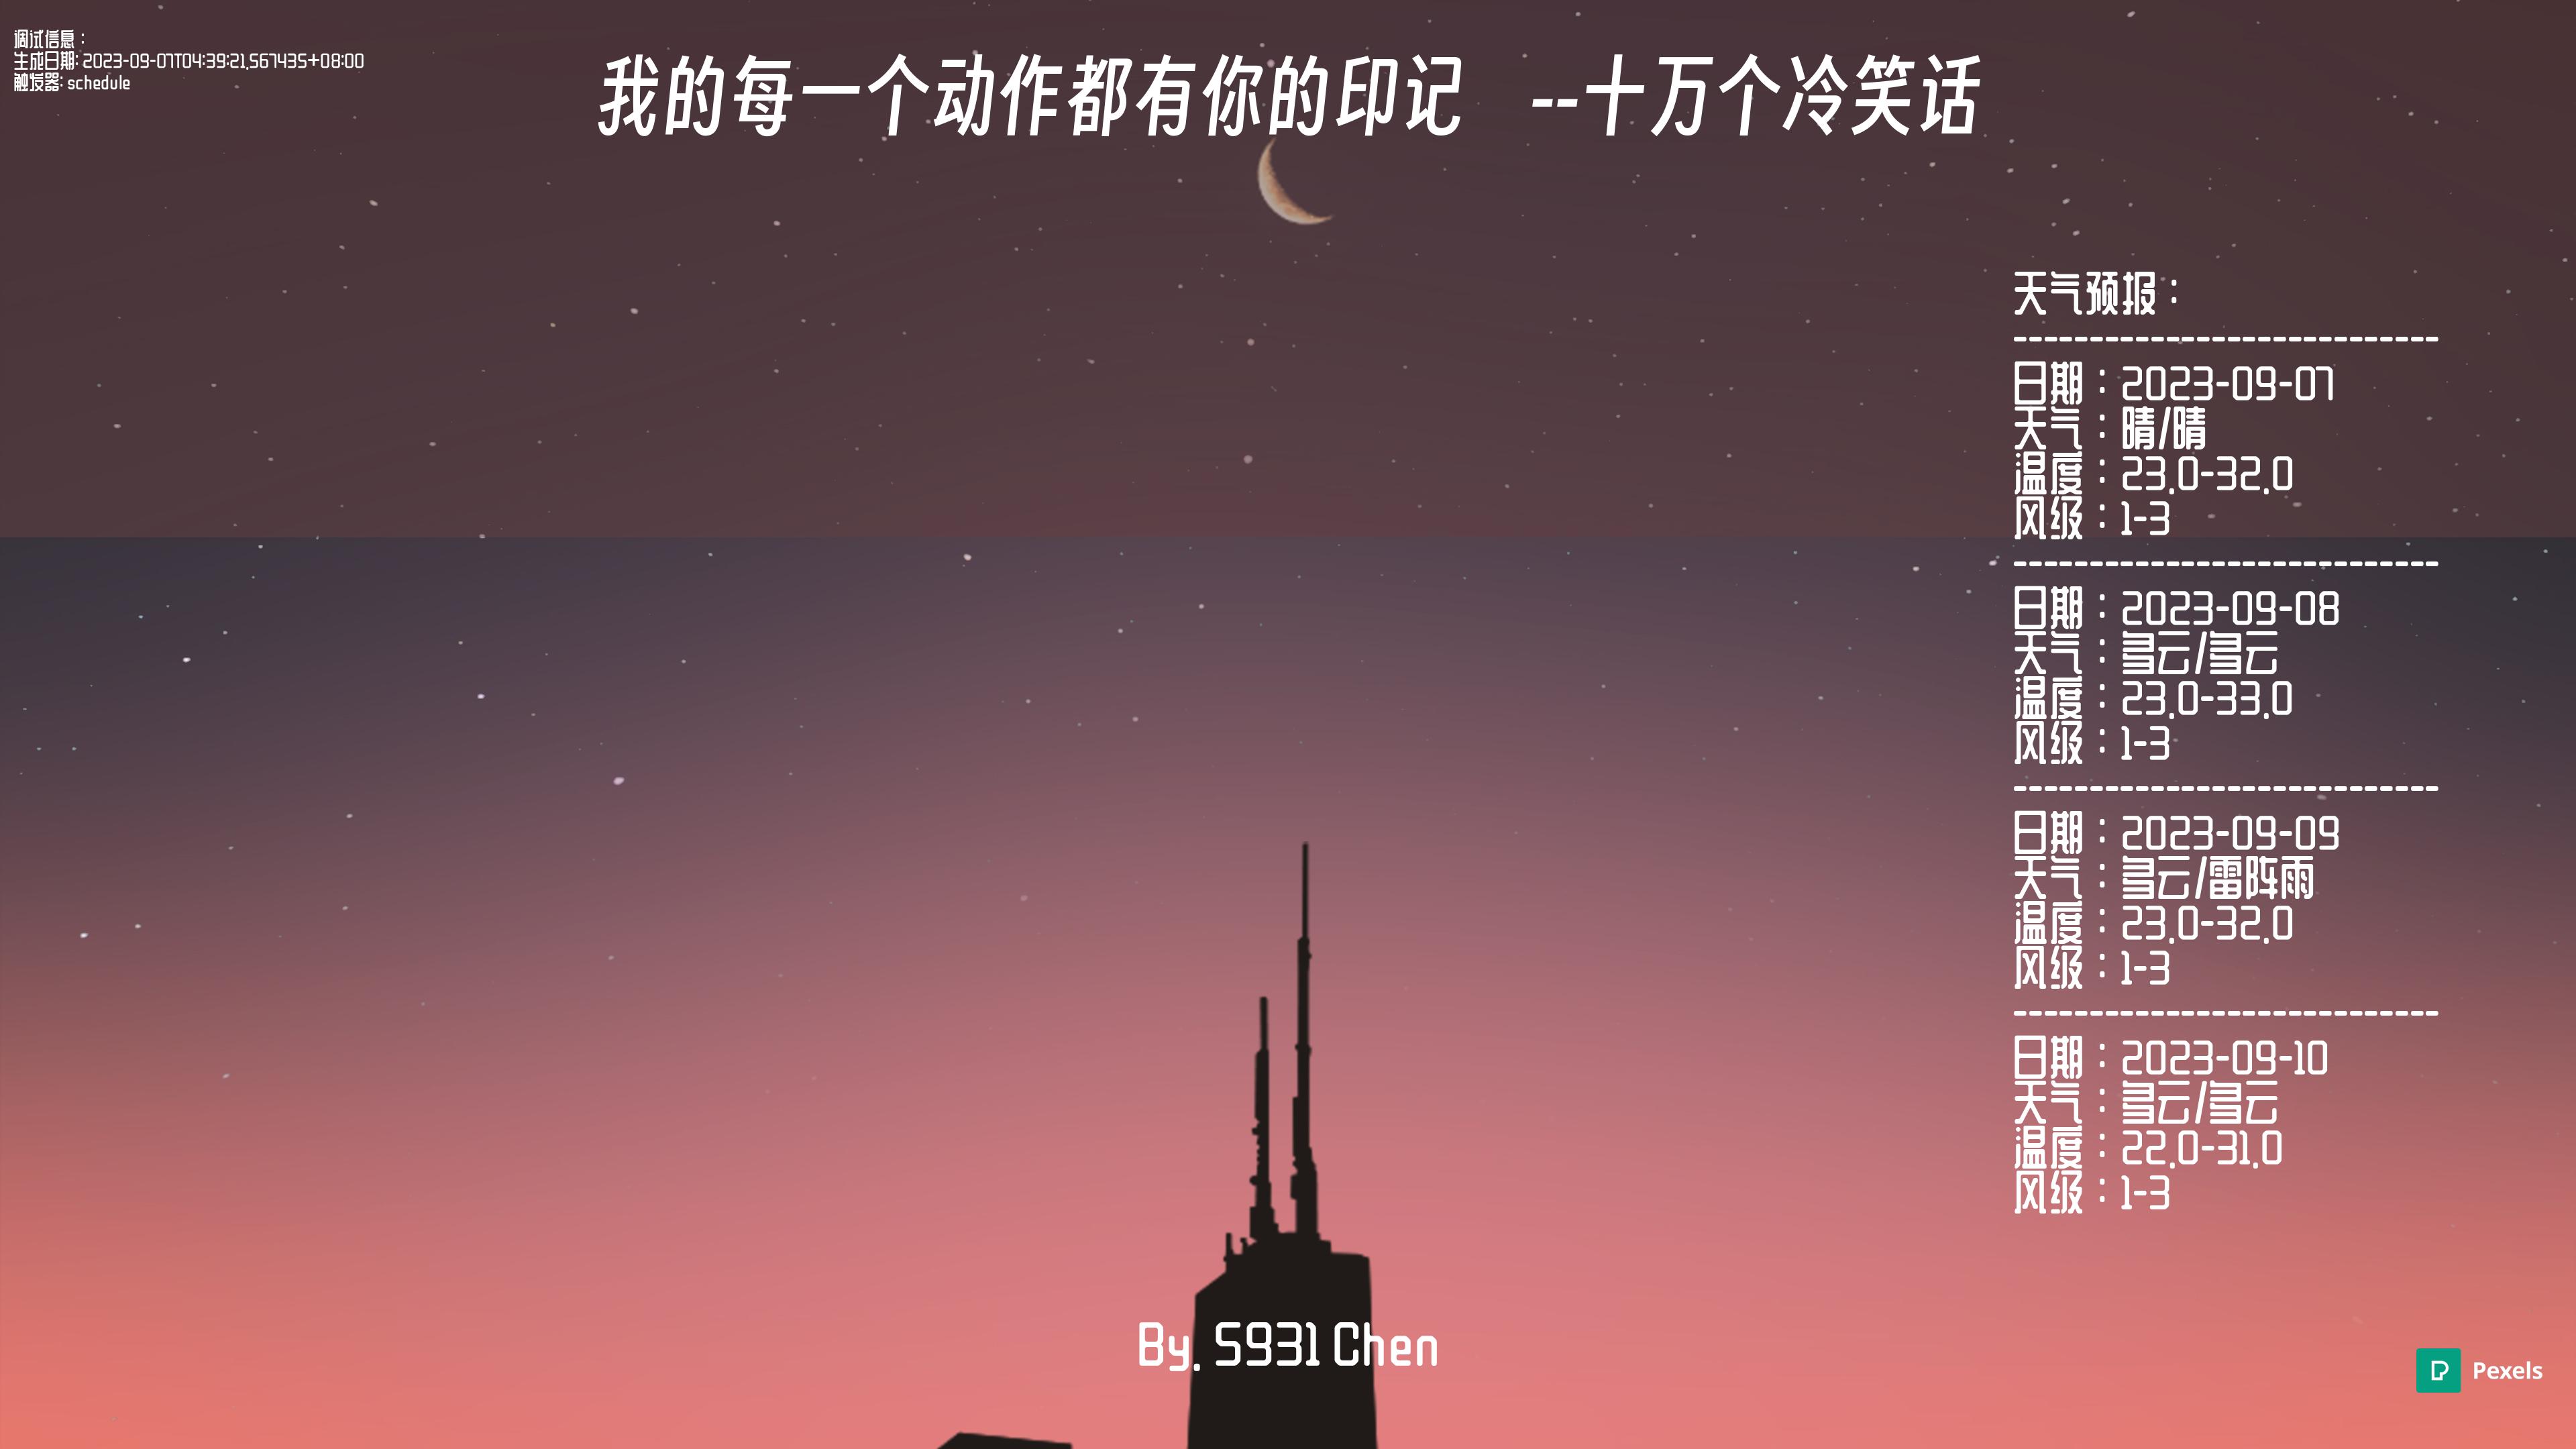 调试信息：
生成日期: 2023-09-07T04:39:21.567435+08:00
触发器: schedule
我的每一个动作都有你的印记　--十万个冷笑话
天气预报：
----------------------------
日期：2023-09-07
天气：晴/晴
温度：23.0-32.0
风级：1-3
----------------------------
日期：2023-09-08
天气：多云/多云
温度：23.0-33.0
风级：1-3
----------------------------
日期：2023-09-09
天气：多云/雷阵雨
温度：23.0-32.0
风级：1-3
----------------------------
日期：2023-09-10
天气：多云/多云
温度：22.0-31.0
风级：1-3
By. S931 Chen
Pexels